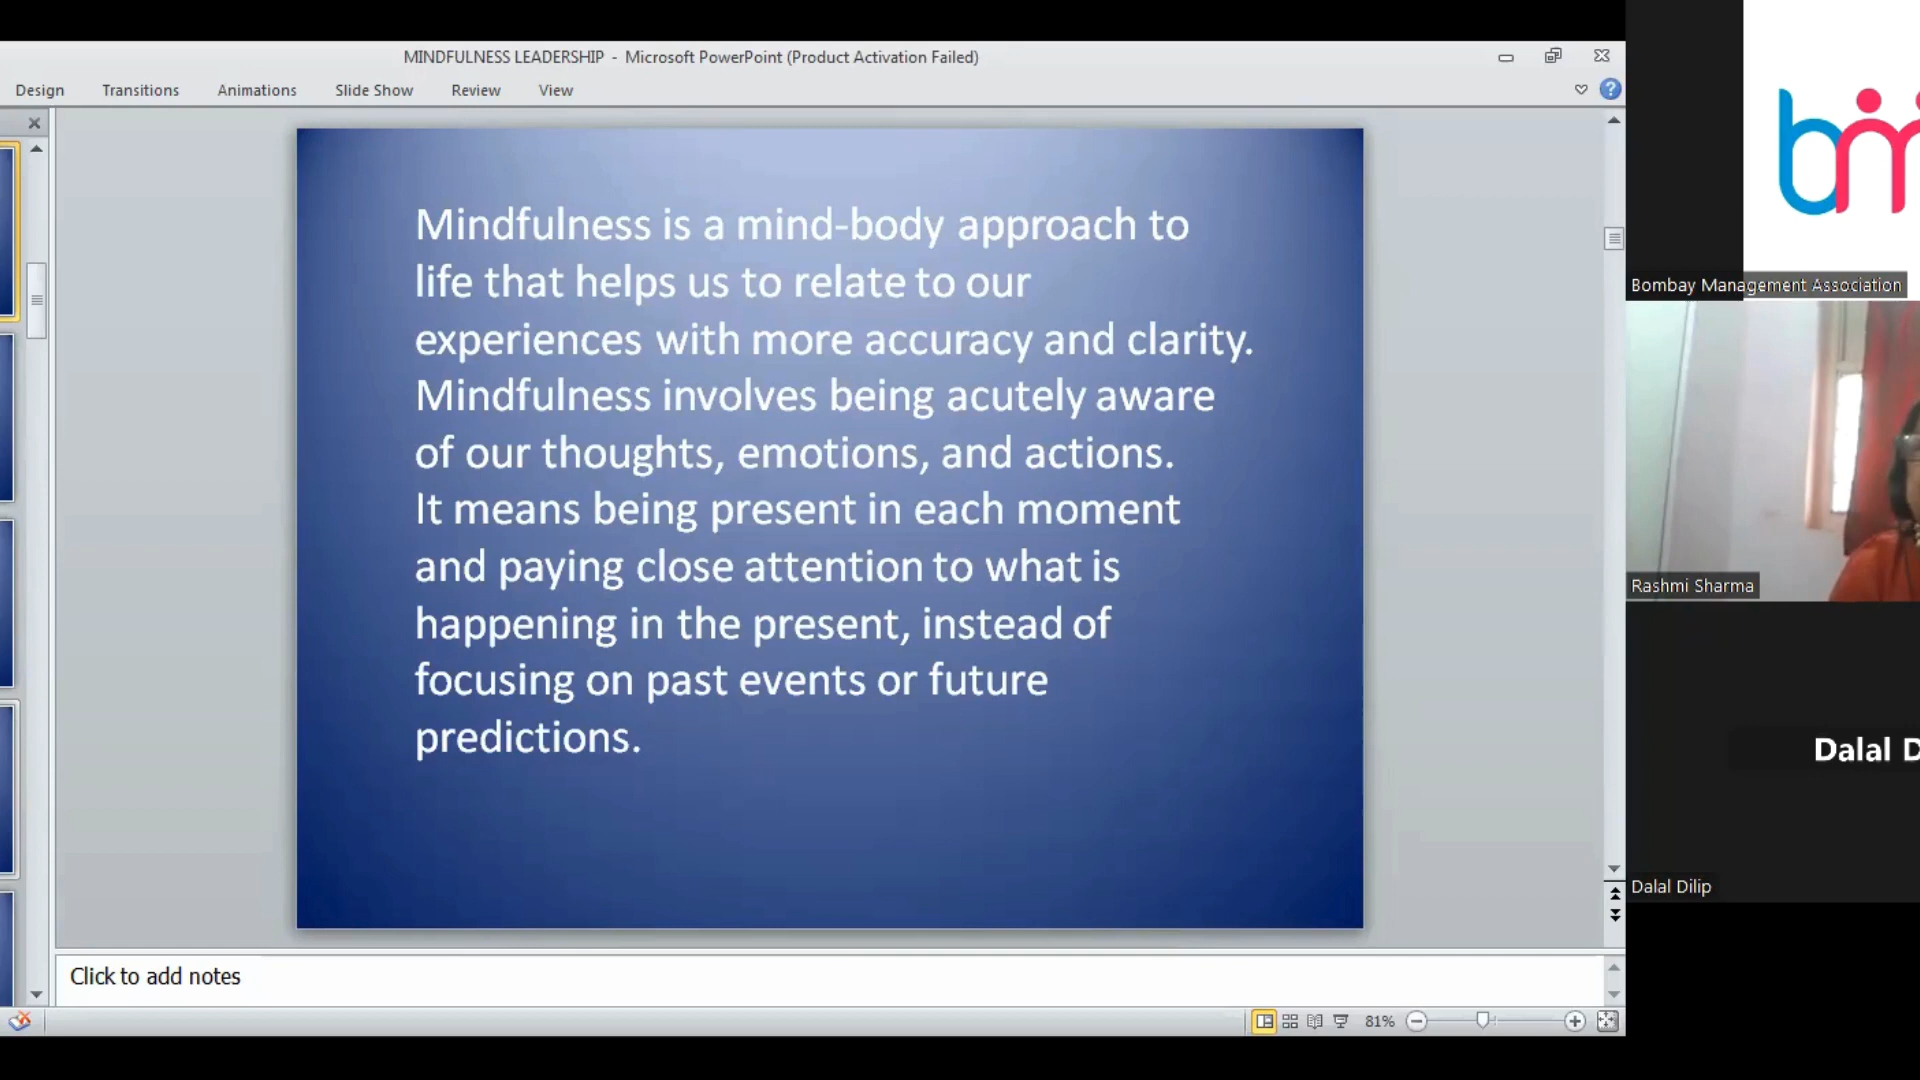 MINDFULNESS LEADERSHIP - Microsoft PowerPoint (Product Activation Failed)
Design Transitions Animations Slide Show Review View
Mindfulness is a mind-body approach to
life that helps us to relate to our
experiences with more accuracy and clarity.
Mindfulness involves being acutely aware
of our thoughts, emotions, and actions.
It means being present in each moment
and paying close attention to what is
happening in the present, instead of
focusing on past events or future
predictions.
Click to add notes
81%
bm
Bombay Management Association
Rashmi Sharma
Dalal D
Dalal Dilip